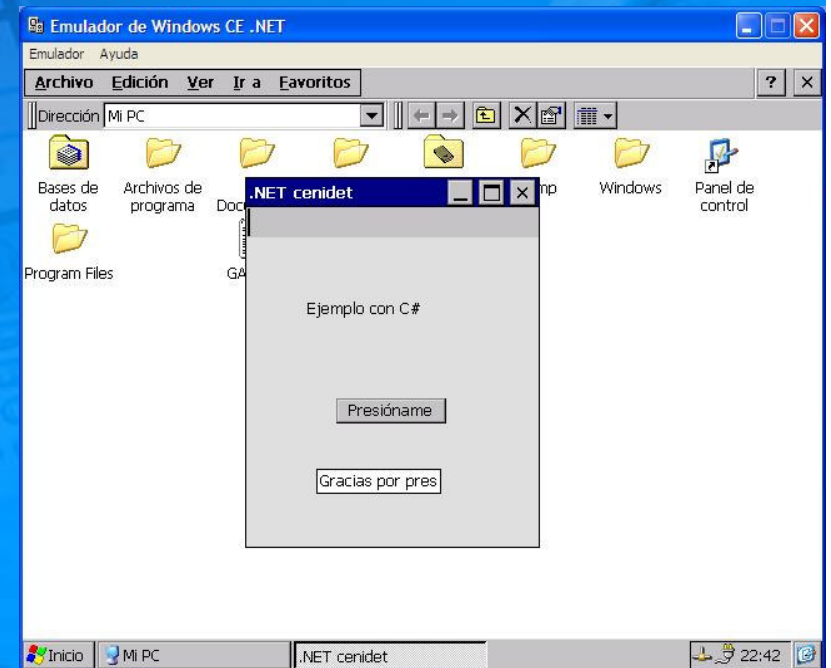 Emulador de Windows CE .NET
Emulador Ayuda
Archivo Edición Ver Ir a Favoritos ?
Dirección Mi PC
Bases de datos
Archivos de programa
Windows
Panel de control
Program Files
.NET cenidet
Ejemplo con C#
Presióname
Gracias por pres
Inicio Mi PC .NET cenidet 22:42